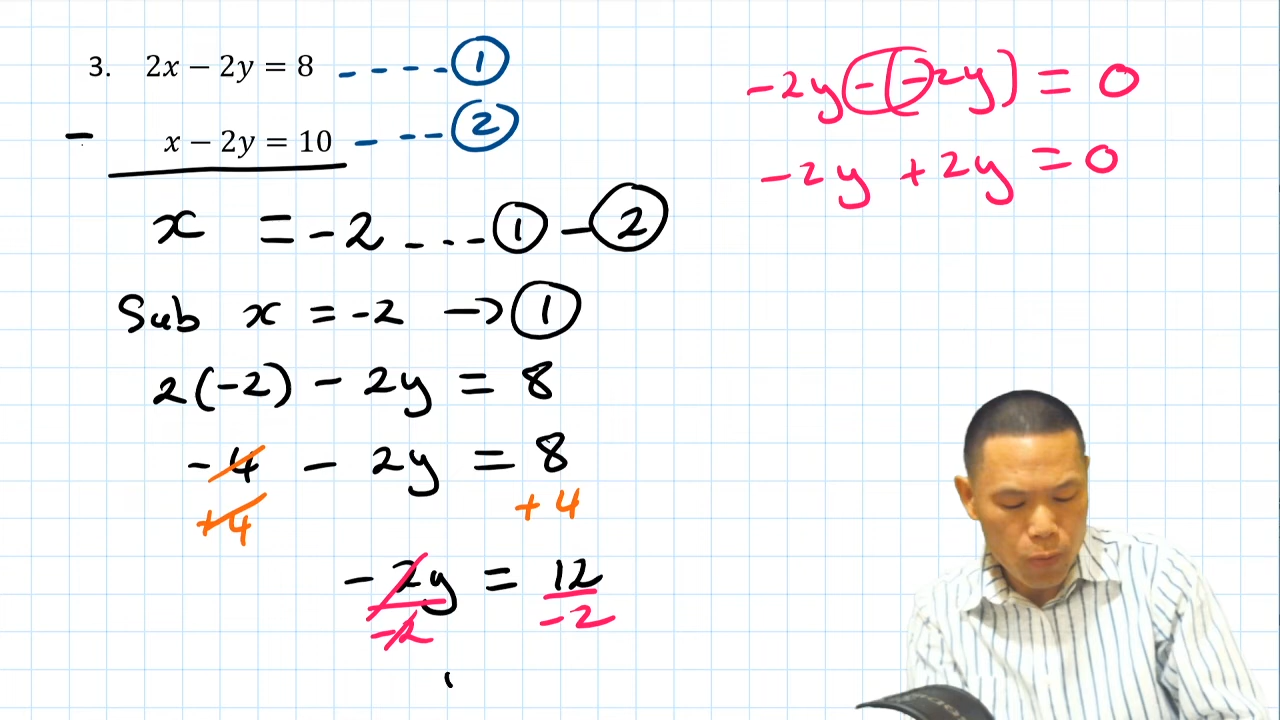 3. 2x − 2y = 8 ---- ①
− x − 2y = 10 - -- ②
x = -2 --- ① - ②
Sub x = -2 → ①
2(-2) - 2y = 8
-4 - 2y = 8
+4 +4
-2y = 12
-2 -2
-2y -(-2y) = 0
-2y + 2y = 0